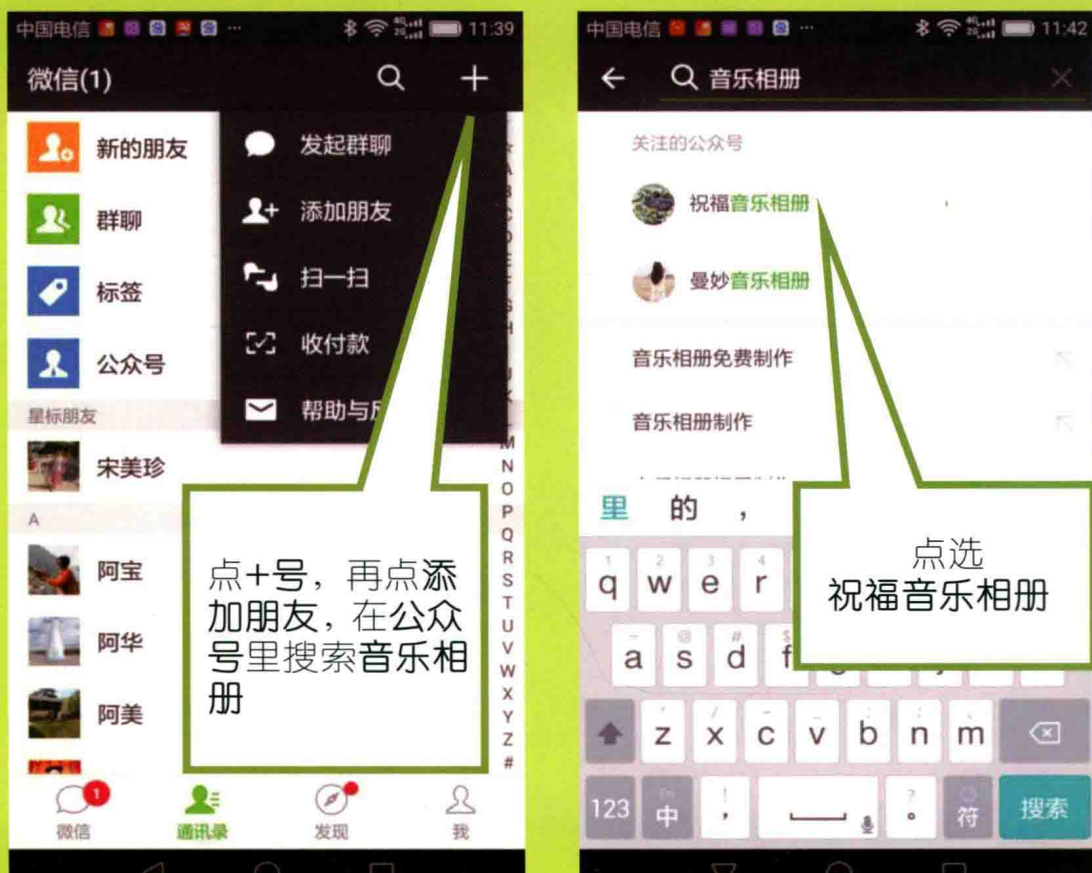 中国电信
11:39
微信(1)
新的朋友
群聊
标签
公众号
星标朋友
宋美珍
A
阿宝
阿华
阿美
发起群聊
添加朋友
扫一扫
收付款
帮助与
M
N
O
P
Q
R
S
T
U
V
W
X
Y
Z
#
点+号，再点添
加朋友，在公众
号里搜索音乐相
册
1
微信
通讯录
发现
我
中国电信
11:42
音乐相册
关注的公众号
祝福音乐相册
曼妙音乐相册
音乐相册免费制作
音乐相册制作
点选
祝福音乐相册
里 的 ，
q w e r
a s d f
z x c v b n m
123 中 ， 。 符 搜索